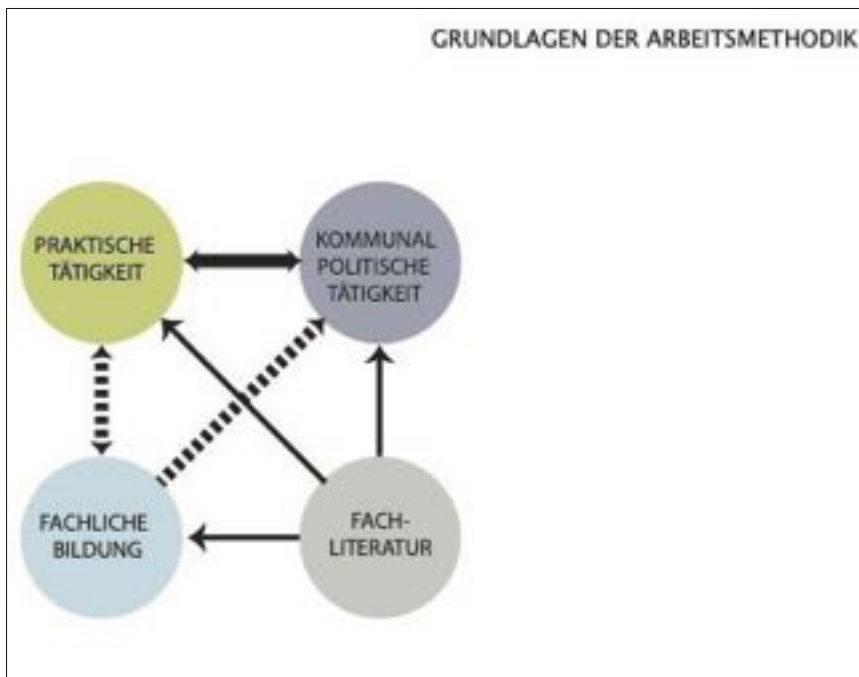 GRUNDLAGEN DER ARBEITSMETHODIK
PRAKTISCHE
TÄTIGKEIT
KOMMUNAL
POLITISCHE
TÄTIGKEIT
FACHLICHE
BILDUNG
FACH-
LITERATUR